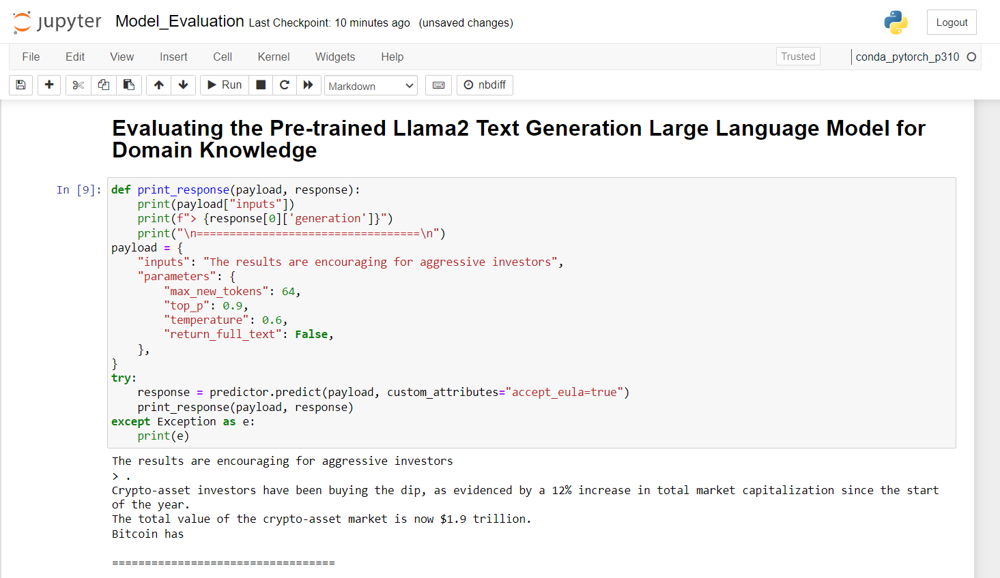 jupyter Model_Evaluation Last Checkpoint: 10 minutes ago (unsaved changes) Logout
File Edit View Insert Cell Kernel Widgets Help Trusted conda_pytorch_p310
Run Markdown nbdiff
Evaluating the Pre-trained Llama2 Text Generation Large Language Model for
Domain Knowledge
In [9]: def print_response(payload, response):
    print(payload["inputs"])
    print(f"> {response[0]['generation']}")
    print("\n==================================\n")
payload = {
    "inputs": "The results are encouraging for aggressive investors",
    "parameters": {
        "max_new_tokens": 64,
        "top_p": 0.9,
        "temperature": 0.6,
        "return_full_text": False,
    },
}
try:
    response = predictor.predict(payload, custom_attributes="accept_eula=true")
    print_response(payload, response)
except Exception as e:
    print(e)
The results are encouraging for aggressive investors
> .
Crypto-asset investors have been buying the dip, as evidenced by a 12% increase in total market capitalization since the start
of the year.
The total value of the crypto-asset market is now $1.9 trillion.
Bitcoin has
==================================